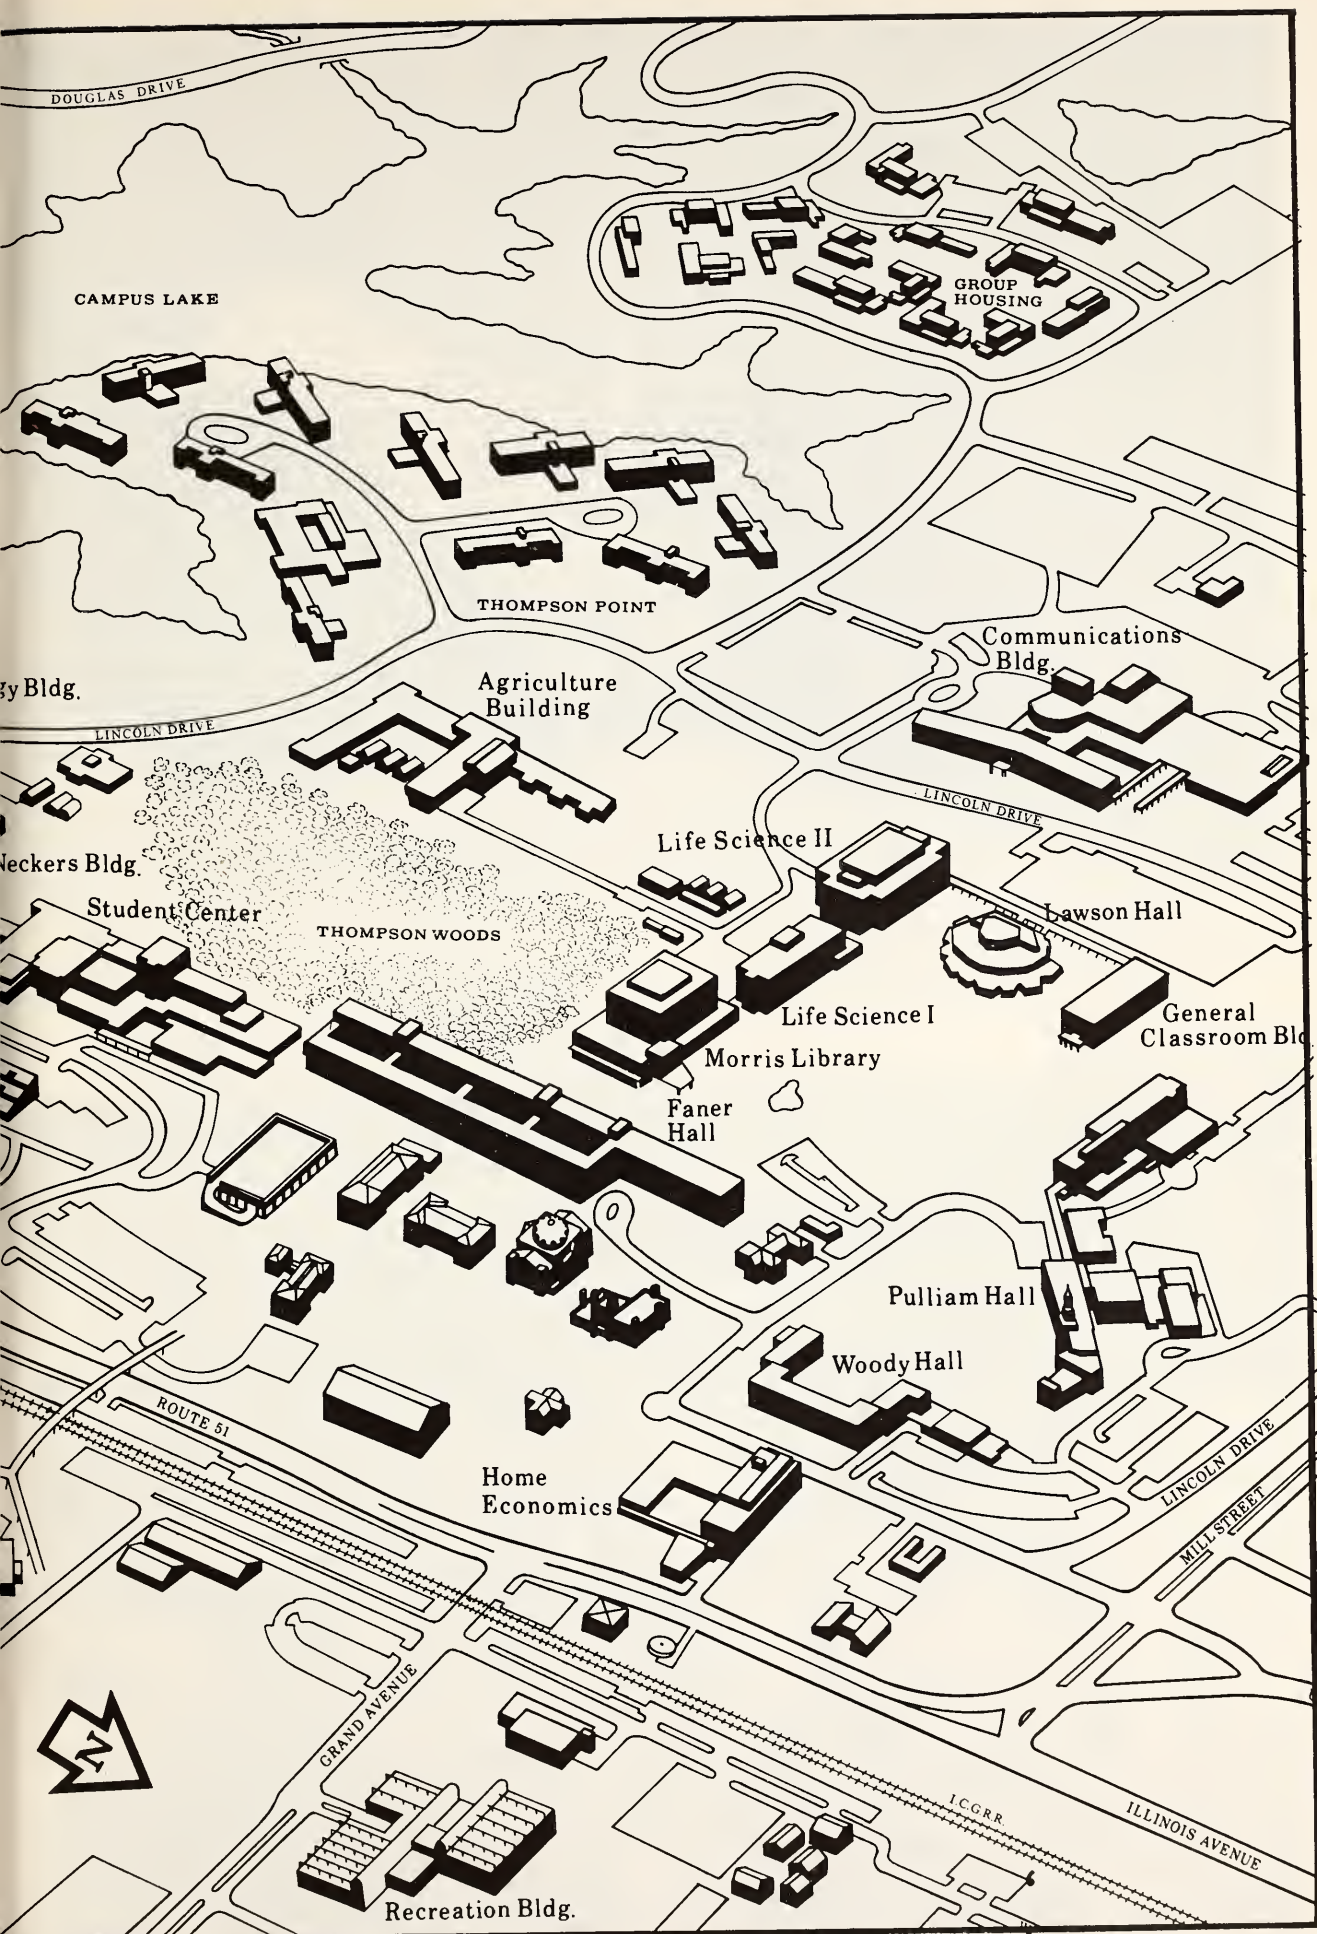 DOUGLAS DRIVE
CAMPUS LAKE
GROUP
HOUSING
THOMPSON POINT
Communications
Bldg.
gy Bldg.
Agriculture
Building
LINCOLN DRIVE
LINCOLN DRIVE
Life Science II
Neckers Bldg.
Student Center
THOMPSON WOODS
Lawson Hall
Life Science I
General
Classroom Bld
Morris Library
Faner
Hall
Pulliam Hall
Woody Hall
ROUTE 51
Home
Economics
LINCOLN DRIVE
MILL STREET
GRAND AVENUE
N
I.C.G.R.R.
ILLINOIS AVENUE
Recreation Bldg.